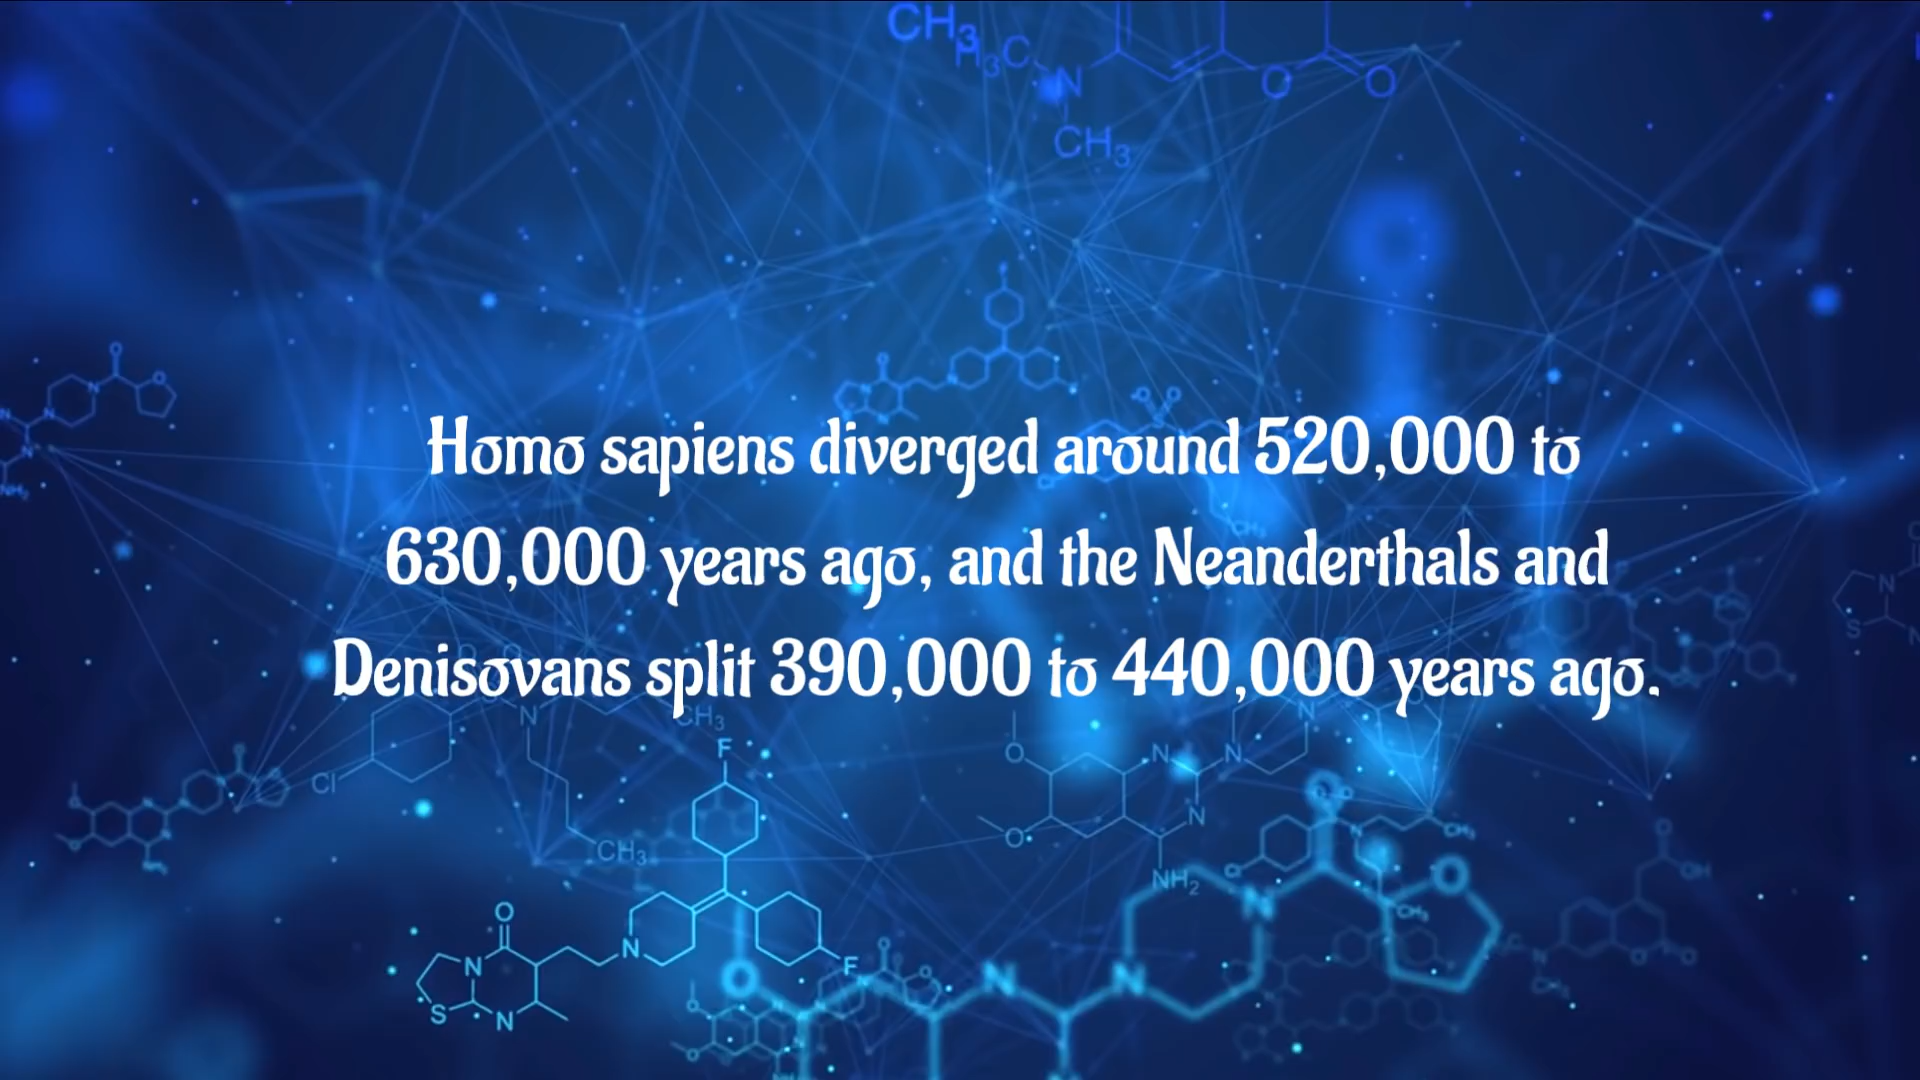 Homo sapiens diverged around 520,000 to
630,000 years ago, and the Neanderthals and
Denisovans split 390,000 to 440,000 years ago.